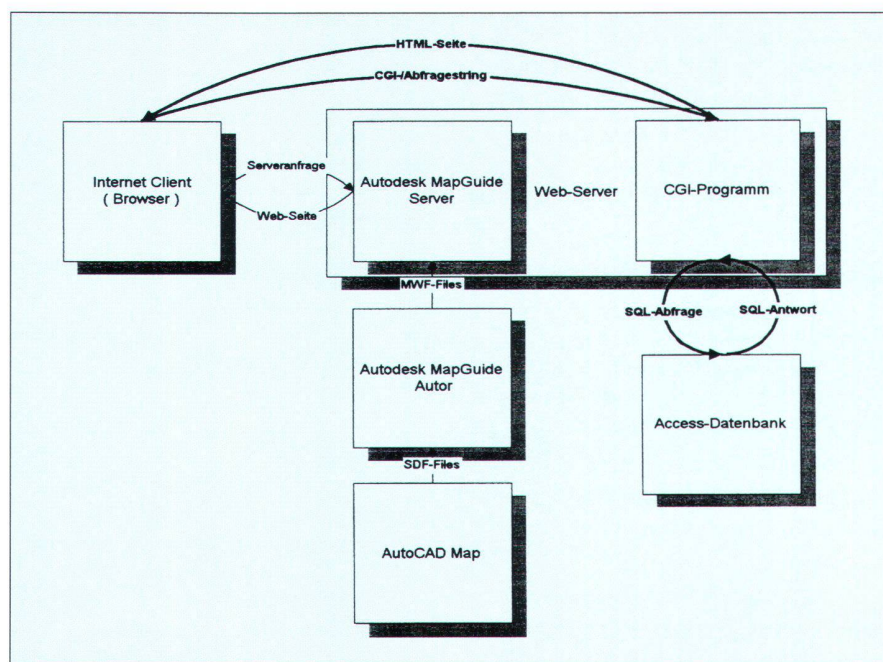 HTML-Seite
CGI-/Abfragestring
Internet Client
( Browser )
Serveranfrage
Web-Seite
Autodesk MapGuide
Server
Web-Server
CGI-Programm
MWF-Files
SQL-Abfrage
SQL-Antwort
Autodesk MapGuide
Autor
Access-Datenbank
SDF-Files
AutoCAD Map